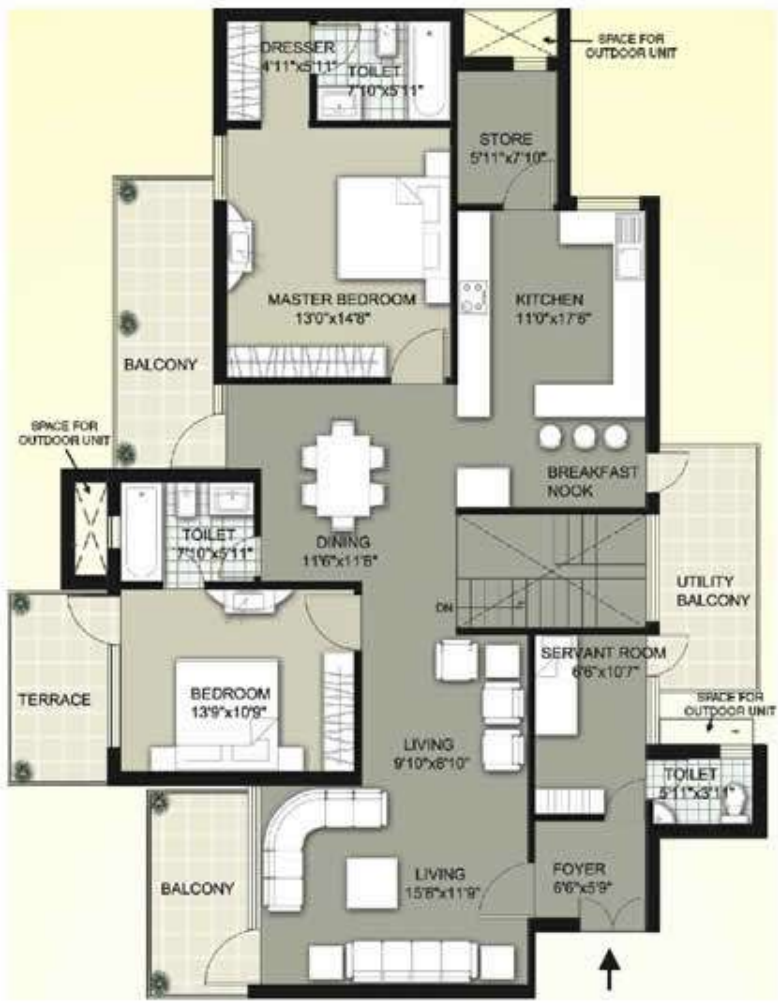 SPACE FOR
OUTDOOR UNIT
DRESSER
4'11"x5'11"
TOILET
7'10"x5'11"
STORE
5'11"x7'10"
MASTER BEDROOM
13'0"x14'8"
KITCHEN
11'0"x17'6"
BALCONY
SPACE FOR
OUTDOOR UNIT
BREAKFAST
NOOK
TOILET
7'10"x5'11"
DINING
11'6"x11'6"
UTILITY
BALCONY
DN
SERVANT ROOM
6'6"x10'7"
TERRACE
BEDROOM
13'9"x10'9"
SPACE FOR
OUTDOOR UNIT
LIVING
9'10"x8'10"
TOILET
5'11"x3'11"
BALCONY
LIVING
15'8"x11'9"
FOYER
6'6"x5'9"